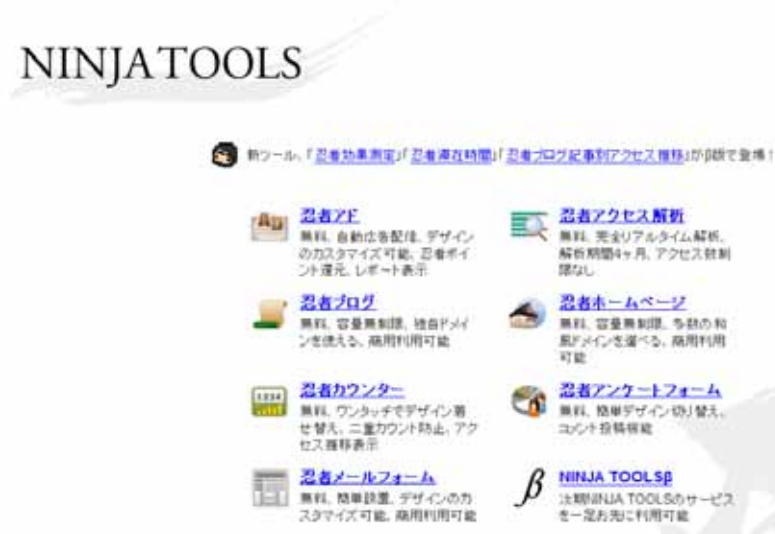 NINJATOOLS
新ツール、「忍者効果測定」「忍者滞在時間」「忍者ブログ記事別アクセス推移」がβ版で登場！
忍者アド
無料、自動広告配信、デザイン
のカスタマイズ可能、忍者ポイ
ント還元、レポート表示
忍者アクセス解析
無料、完全リアルタイム解析、
解析期間4ヶ月、アクセス数制
限なし
忍者ブログ
無料、容量無制限、独自ドメイ
ンを使える、商用利用可能
忍者ホームページ
無料、容量無制限、多数の和
風ドメインを選べる、商用利用
可能
忍者カウンター
無料、ワンタッチでデザイン着
せ替え、二重カウント防止、アク
セス推移表示
忍者アンケートフォーム
無料、簡単デザイン切り替え、
コメント投稿機能
忍者メールフォーム
無料、簡単設置、デザインのカ
スタマイズ可能、商用利用可能
β
NINJA TOOLSβ
次期NINJA TOOLSのサービス
を一足お先に利用可能
1234